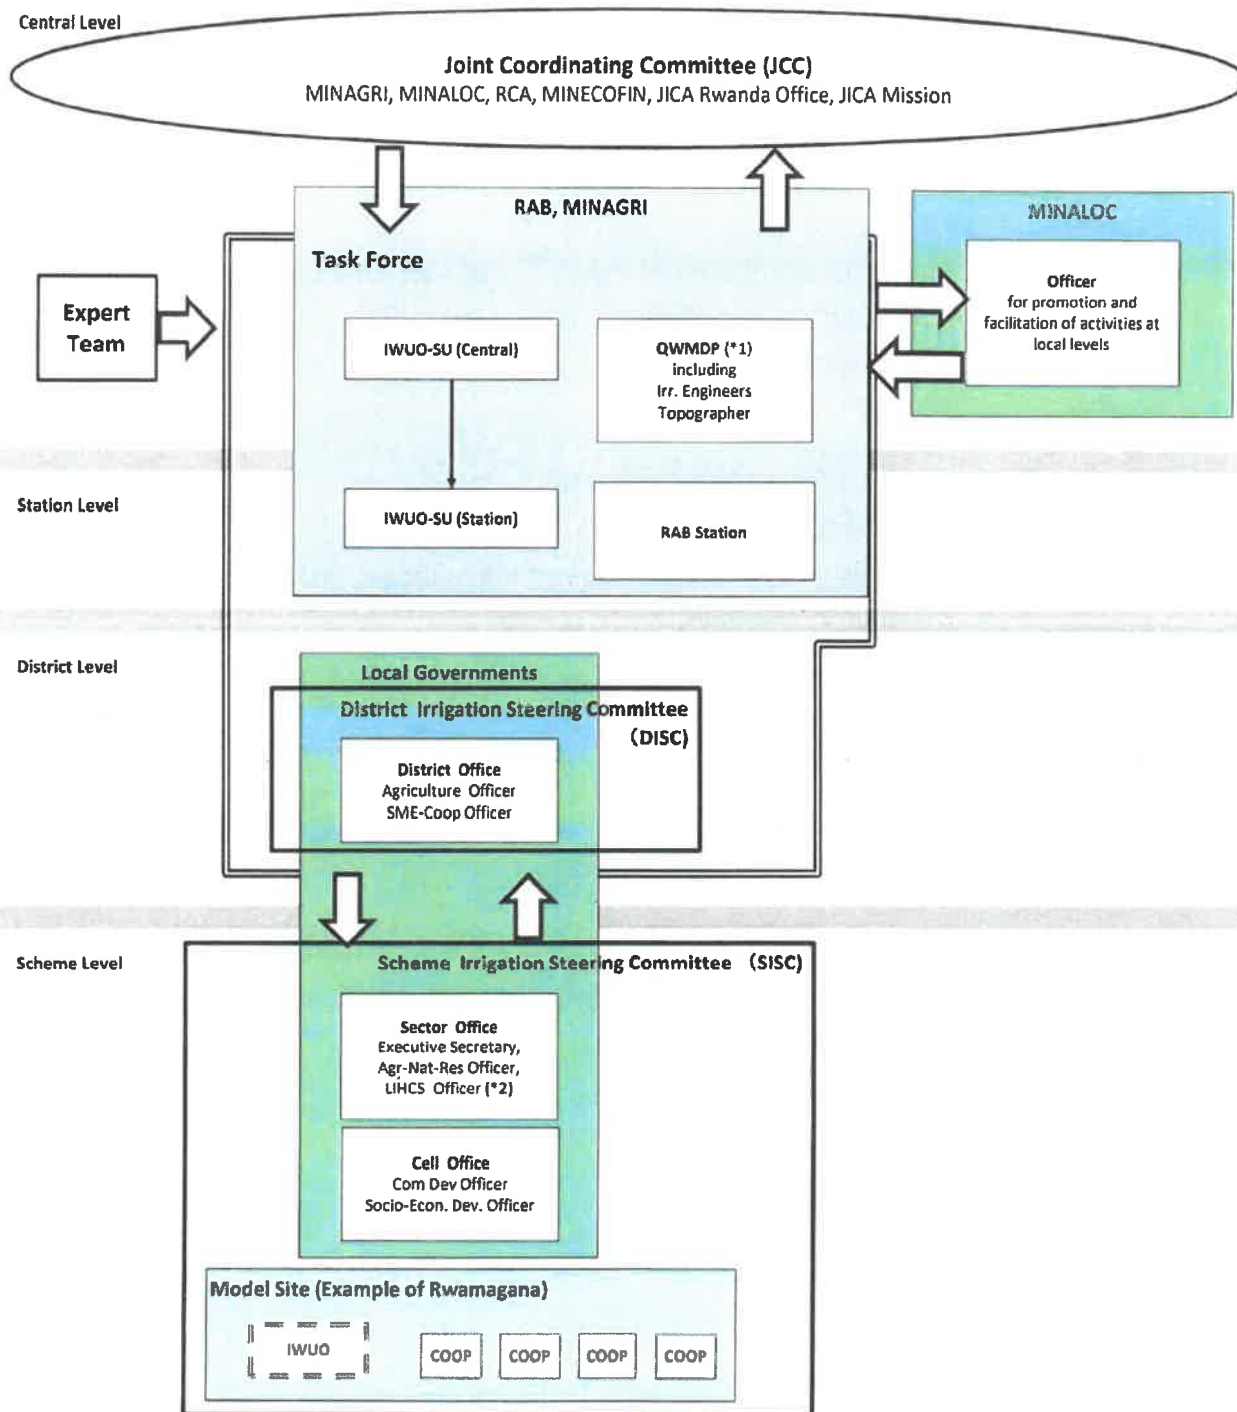 Central Level
Joint Coordinating Committee (JCC)
MINAGRI, MINALOC, RCA, MINECOFIN, JICA Rwanda Office, JICA Mission
RAB, MINAGRI
MINALOC
Task Force
Expert
Team
Officer
for promotion and
facilitation of activities at
local levels
IWUO-SU (Central)
QWMDP (*1)
including
Irr. Engineers
Topographer
Station Level
IWUO-SU (Station)
RAB Station
District Level
Local Governments
District Irrigation Steering Committee
(DISC)
District Office
Agriculture Officer
SME-Coop Officer
Scheme Level
Scheme Irrigation Steering Committee (SISC)
Sector Office
Executive Secretary,
Agr-Nat-Res Officer,
LIHCS Officer (*2)
Cell Office
Com Dev Officer
Socio-Econ. Dev. Officer
Model Site (Example of Rwamagana)
IWUO
COOP COOP COOP COOP